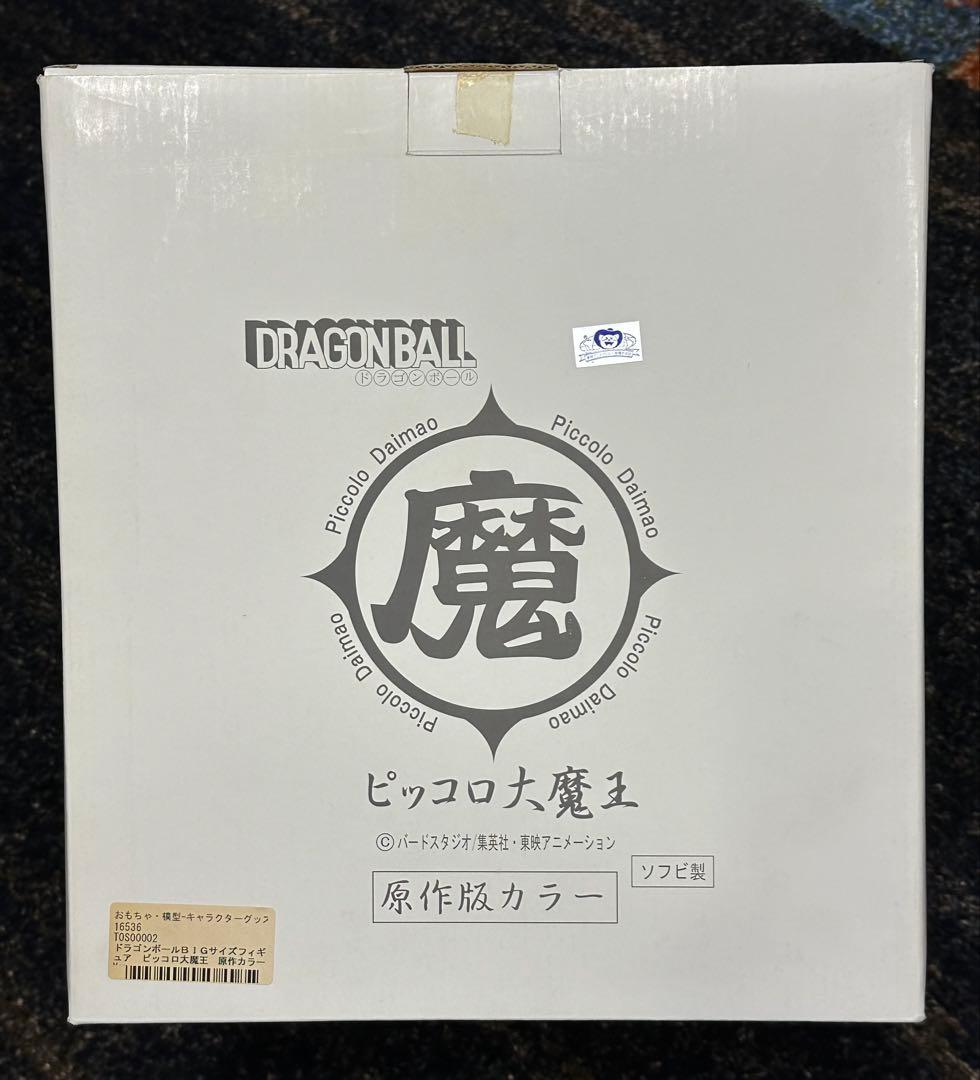 DRAGONBALL
ドラゴンボール
Piccolo Daimao
Piccolo Daimao
魔
Piccolo Daimao
Piccolo Daimao
ピッコロ大魔王
©バードスタジオ/集英社・東映アニメーション
ソフビ製
原作版カラー
おもちゃ・模型-キャラクターグッズ
16536
TOS00002
ドラゴンボールBIGサイズフィギ
ュア ピッコロ大魔王 原作カラー